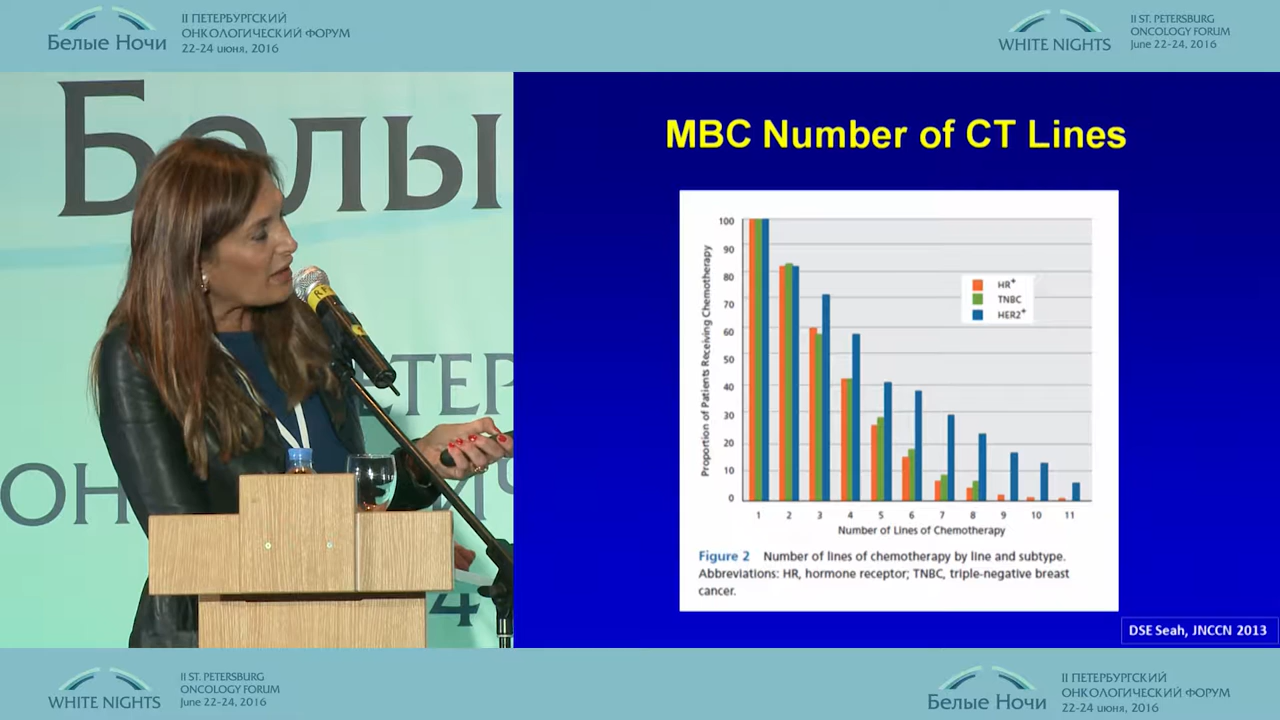 II ПЕТЕРБУРГСКИЙ
ОНКОЛОГИЧЕСКИЙ ФОРУМ
Белые Ночи
22-24 июня, 2016
II ST. PETERSBURG
ONCOLOGY FORUM
WHITE NIGHTS
June 22-24, 2016
Белы
ЕТЕР
ОН
4
MBC Number of CT Lines
Proportion of Patients Receiving Chemotherapy
100
90
80
70
60
50
40
30
20
10
0
HR+
TNBC
HER2+
1 2 3 4 5 6 7 8 9 10 11
Number of Lines of Chemotherapy
Figure 2 Number of lines of chemotherapy by line and subtype.
Abbreviations: HR, hormone receptor; TNBC, triple-negative breast
cancer.
DSE Seah, JNCCN 2013
II ST. PETERSBURG
ONCOLOGY FORUM
WHITE NIGHTS
June 22-24, 2016
II ПЕТЕРБУРГСКИЙ
ОНКОЛОГИЧЕСКИЙ ФОРУМ
Белые Ночи
22-24 июня, 2016